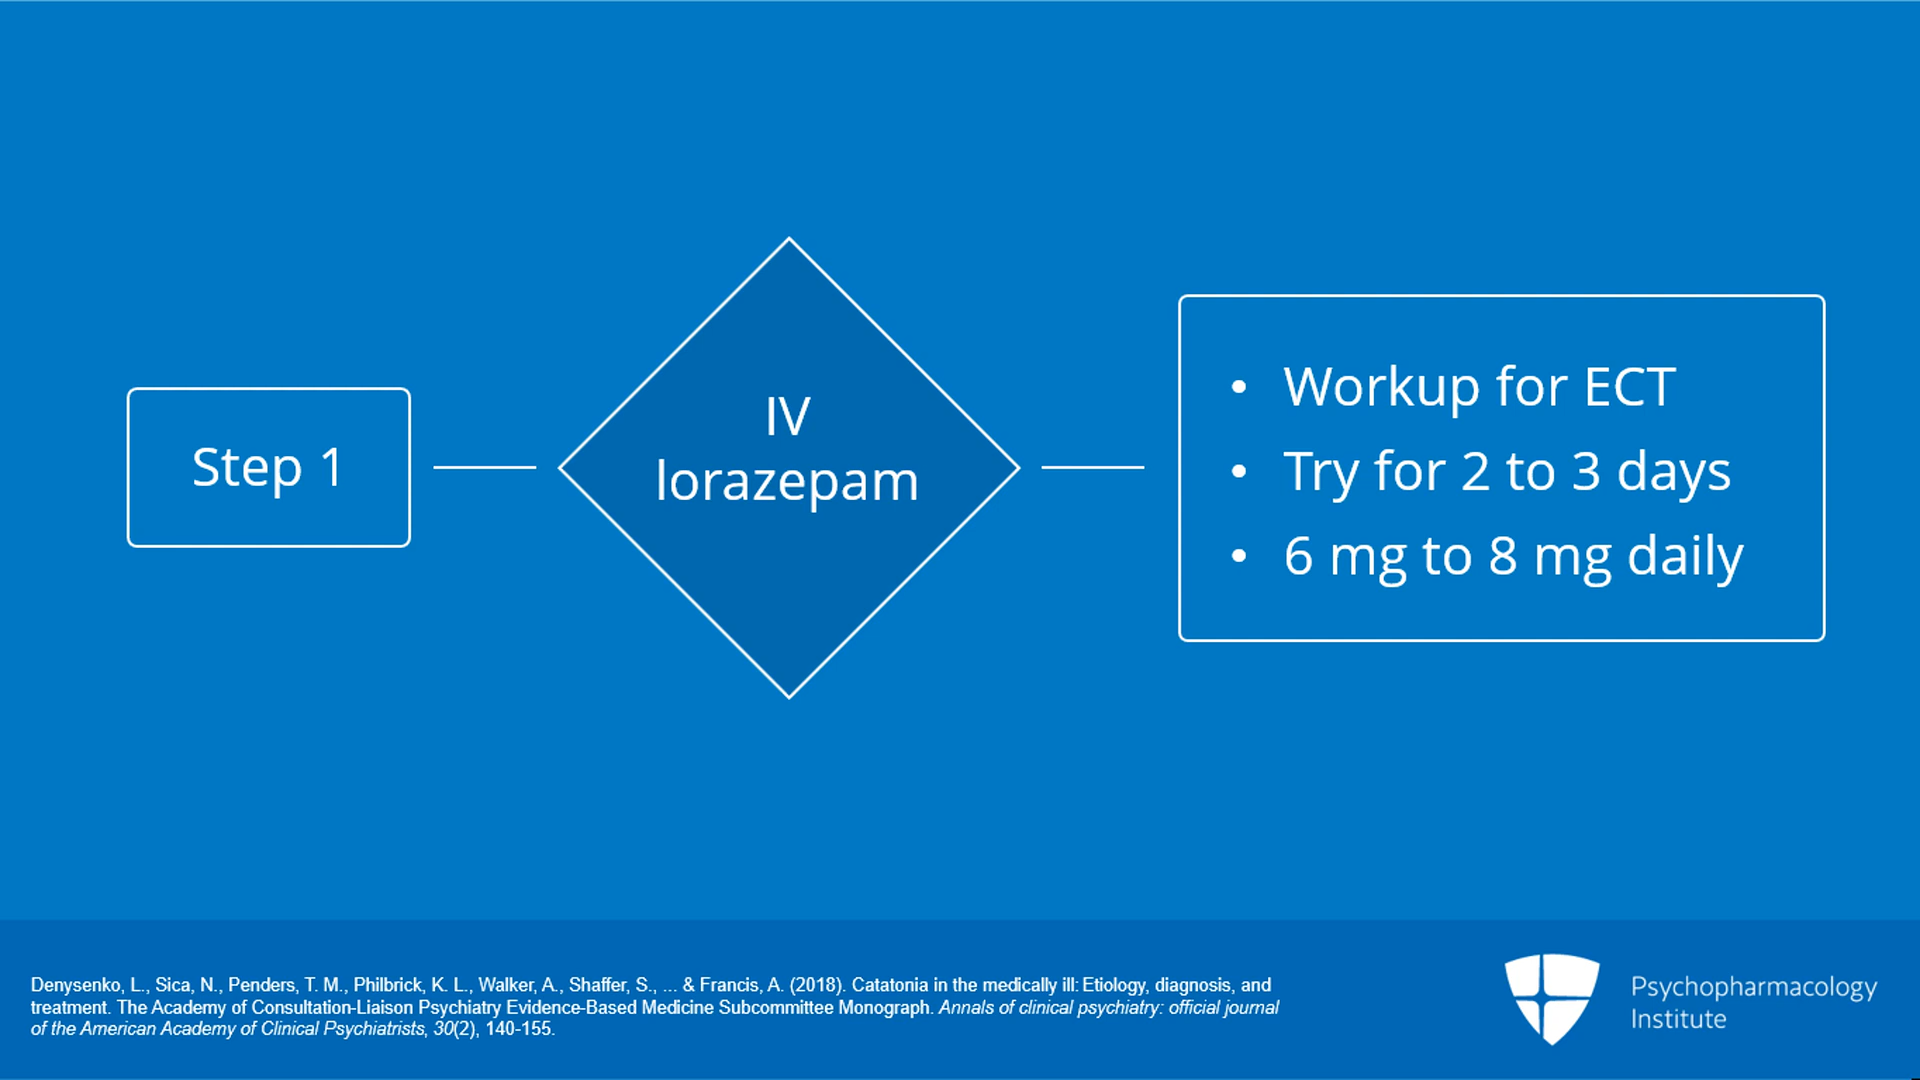 Step 1
IV
lorazepam
• Workup for ECT
• Try for 2 to 3 days
• 6 mg to 8 mg daily
Denysenko, L., Sica, N., Penders, T. M., Philbrick, K. L., Walker, A., Shaffer, S., ... & Francis, A. (2018). Catatonia in the medically ill: Etiology, diagnosis, and
treatment. The Academy of Consultation-Liaison Psychiatry Evidence-Based Medicine Subcommittee Monograph. Annals of clinical psychiatry: official journal
of the American Academy of Clinical Psychiatrists, 30(2), 140-155.
Psychopharmacology
Institute